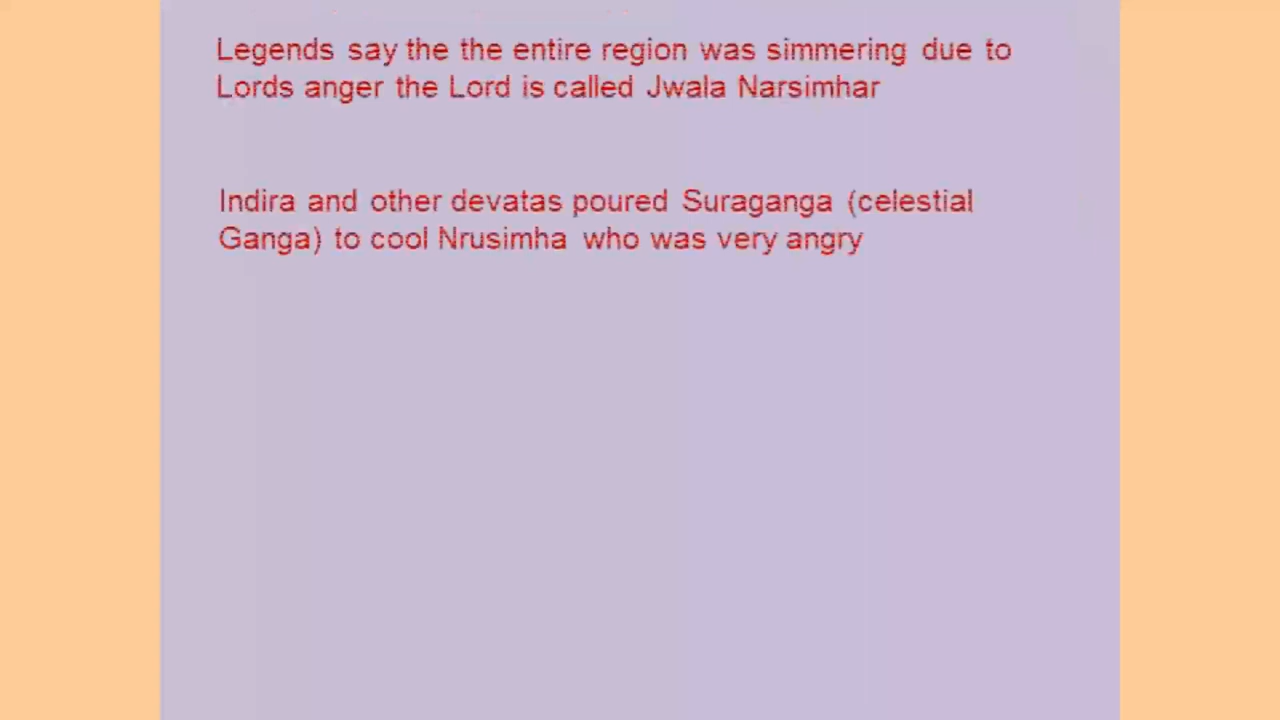 Legends say the the entire region was simmering due to
Lords anger the Lord is called Jwala Narsimhar
Indira and other devatas poured Suraganga (celestial
Ganga) to cool Nrusimha who was very angry